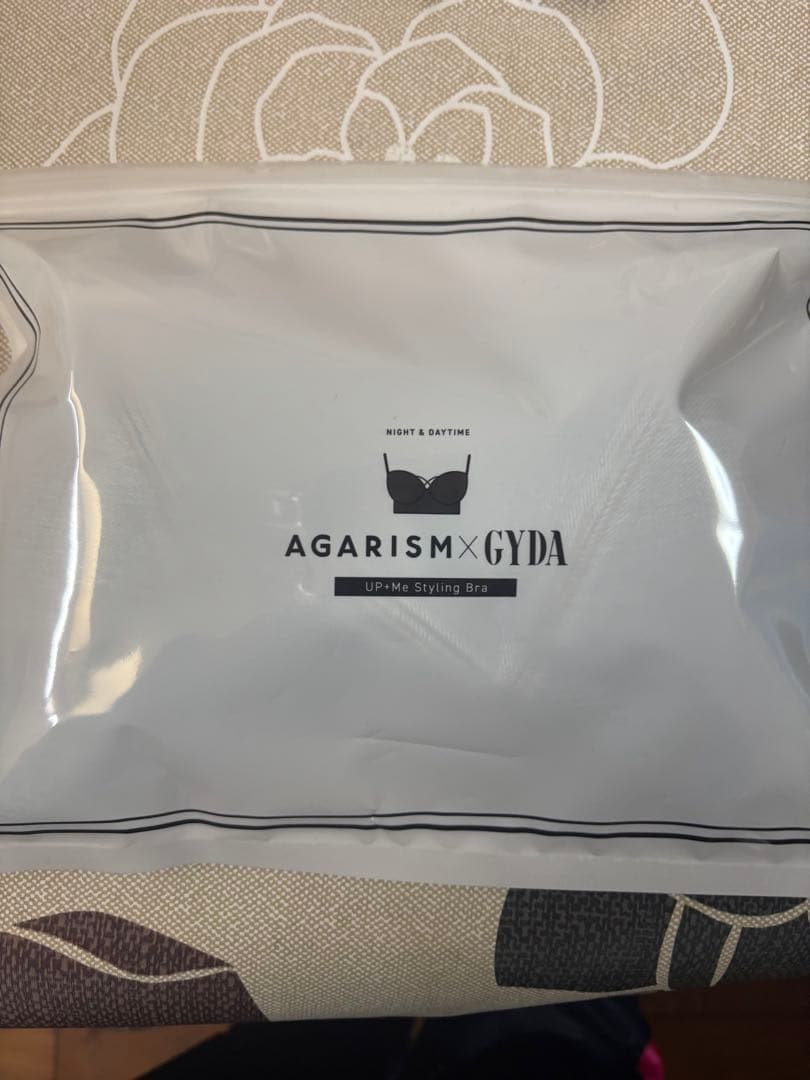 NIGHT & DAYTIME
AGARISM×GYDA
UP+Me Styling Bra